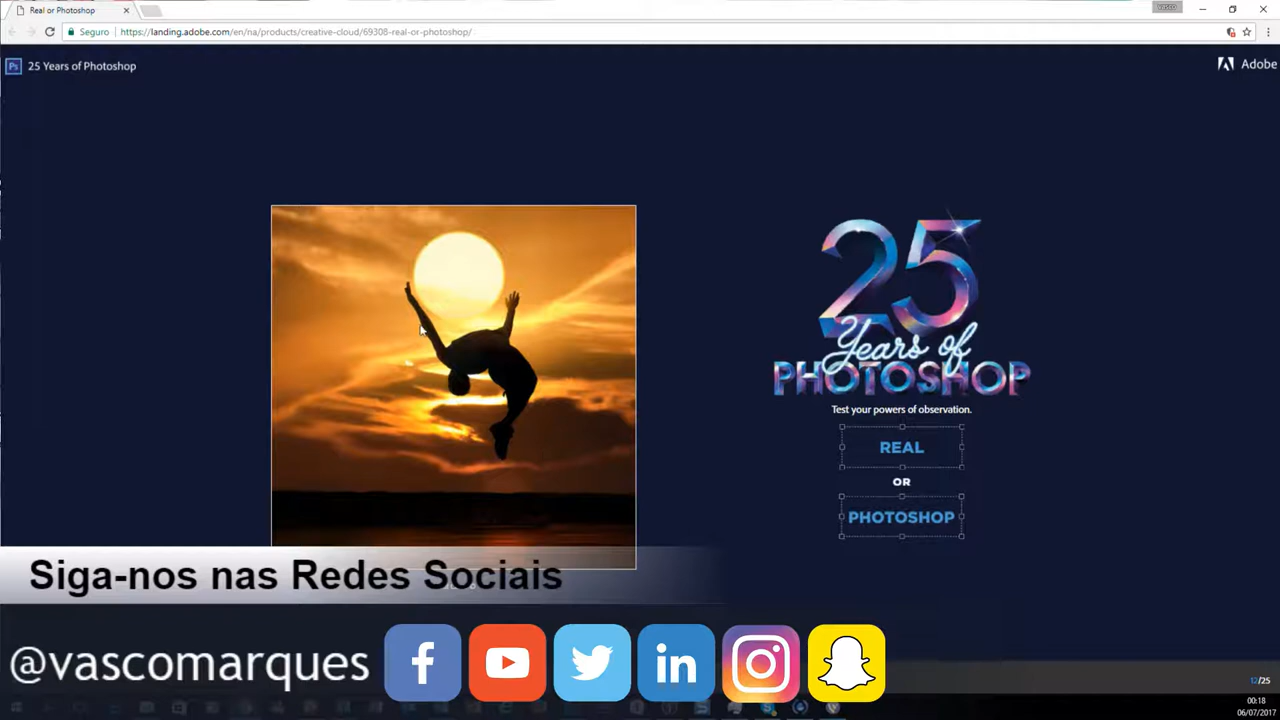 Real or Photoshop
vasco
Seguro https://landing.adobe.com/en/na/products/creative-cloud/69308-real-or-photoshop/
Ps 25 Years of Photoshop
Adobe
25
Years of
PHOTOSHOP
Test your powers of observation.
REAL
OR
PHOTOSHOP
Siga-nos nas Redes Sociais
@vascomarques
12/25
00:18
06/07/2017